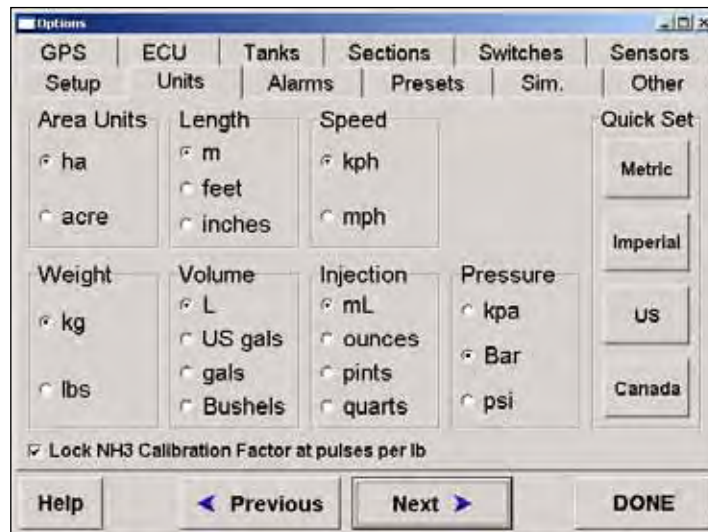 Options
GPS ECU Tanks Sections Switches Sensors
Setup Units Alarms Presets Sim. Other
Area Units Length Speed Quick Set
ha m kph Metric
feet
acre inches mph
Imperial
Weight Volume Injection Pressure
L mL kpa
kg US gals ounces Bar US
gals pints
lbs Bushels quarts psi Canada
Lock NH3 Calibration Factor at pulses per lb
Help Previous Next DONE